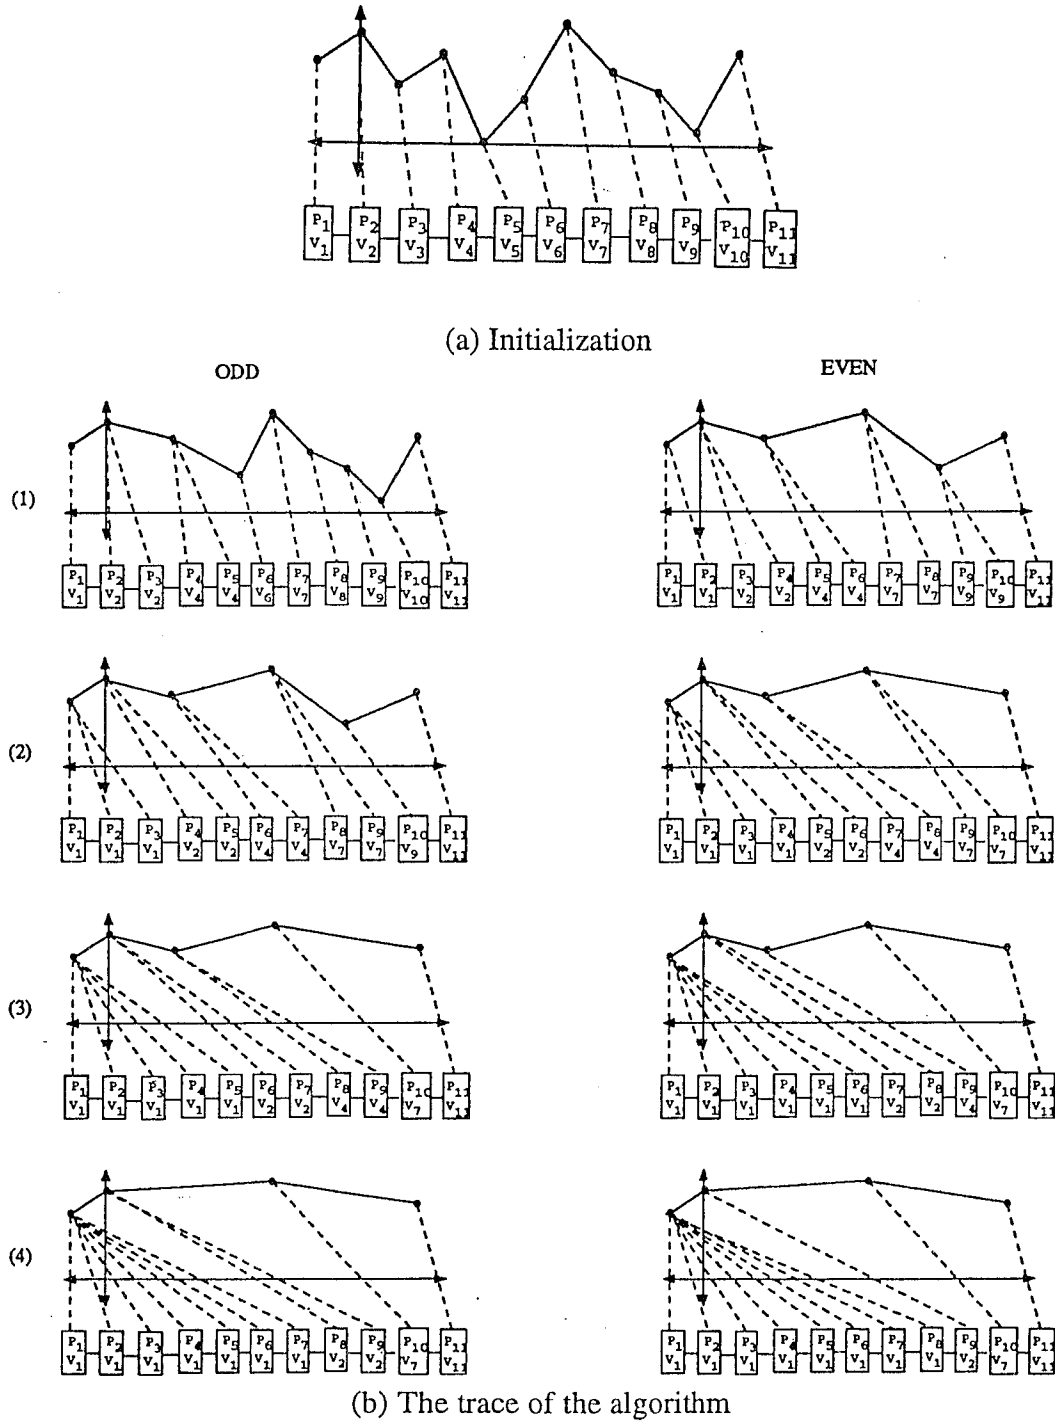 P1 P2 P3 P4 P5 P6 P7 P8 P9 P10 P11
V1 V2 V3 V4 V5 V6 V7 V8 V9 V10 V11
(a) Initialization
ODD EVEN
(1)
P1 P2 P3 P4 P5 P6 P7 P8 P9 P10 P11 P1 P2 P3 P4 P5 P6 P7 P8 P9 P10 P11
V1 V2 V2 V4 V4 V6 V7 V8 V9 V10 V11 V1 V1 V2 V2 V4 V4 V7 V7 V9 V9 V11
(2)
P1 P2 P3 P4 P5 P6 P7 P8 P9 P10 P11 P1 P2 P3 P4 P5 P6 P7 P8 P9 P10 P11
V1 V1 V1 V2 V2 V4 V4 V7 V7 V9 V11 V1 V1 V1 V1 V2 V2 V4 V4 V7 V7 V11
(3)
P1 P2 P3 P4 P5 P6 P7 P8 P9 P10 P11 P1 P2 P3 P4 P5 P6 P7 P8 P9 P10 P11
V1 V1 V1 V1 V1 V2 V2 V4 V4 V7 V11 V1 V1 V1 V1 V1 V1 V2 V2 V4 V7 V11
(4)
P1 P2 P3 P4 P5 P6 P7 P8 P9 P10 P11 P1 P2 P3 P4 P5 P6 P7 P8 P9 P10 P11
V1 V1 V1 V1 V1 V1 V1 V2 V2 V7 V11 V1 V1 V1 V1 V1 V1 V1 V1 V2 V7 V11
(b) The trace of the algorithm